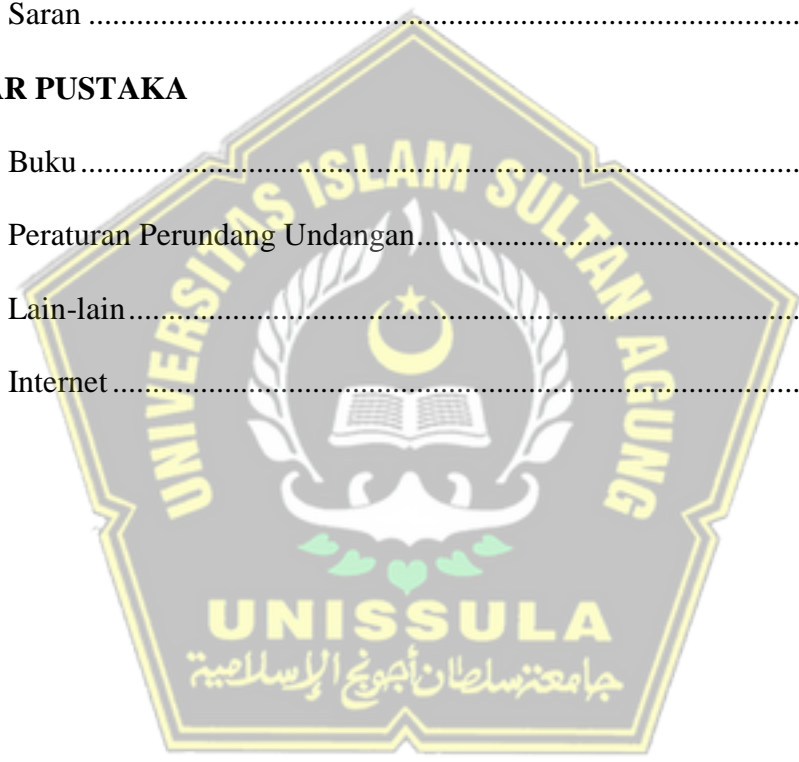 Saran ........................................................................................
AR PUSTAKA
Buku ........................................................................................
Peraturan Perundang Undangan ................................................
Lain-lain ...................................................................................
Internet .....................................................................................
UNIVERSITAS ISLAM SULTAN AGUNG
UNISSULA
جامعة سلطان أجونج الإسلامية